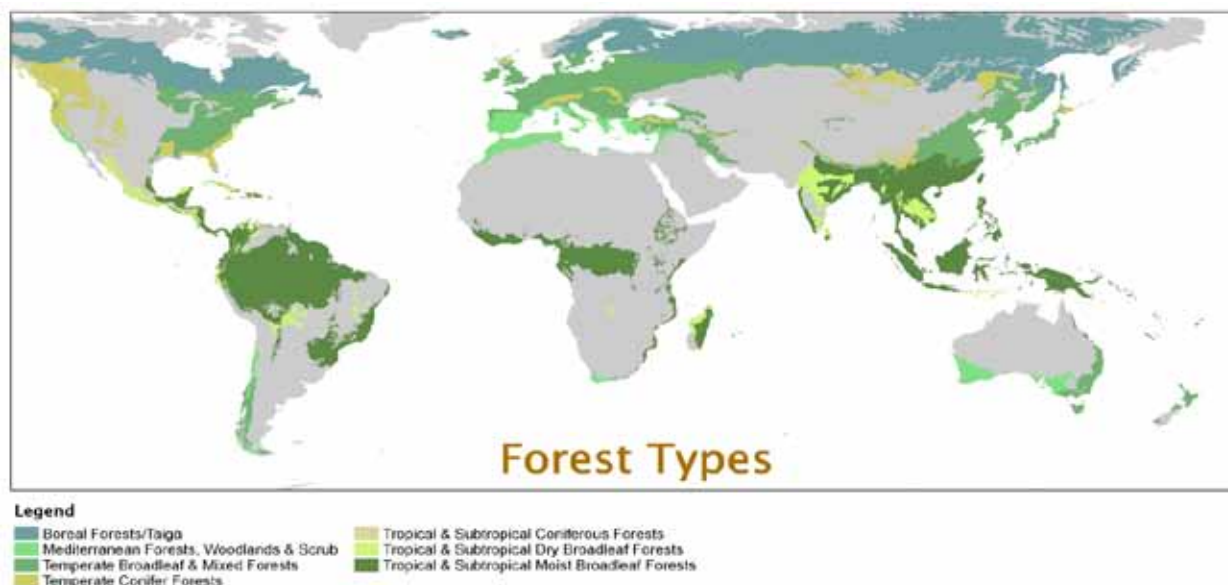 Forest Types
Legend
Boreal Forests/Taiga
Mediterranean Forests, Woodlands & Scrub
Temperate Broadleaf & Mixed Forests
Temperate Conifer Forests
Tropical & Subtropical Coniferous Forests
Tropical & Subtropical Dry Broadleaf Forests
Tropical & Subtropical Moist Broadleaf Forests